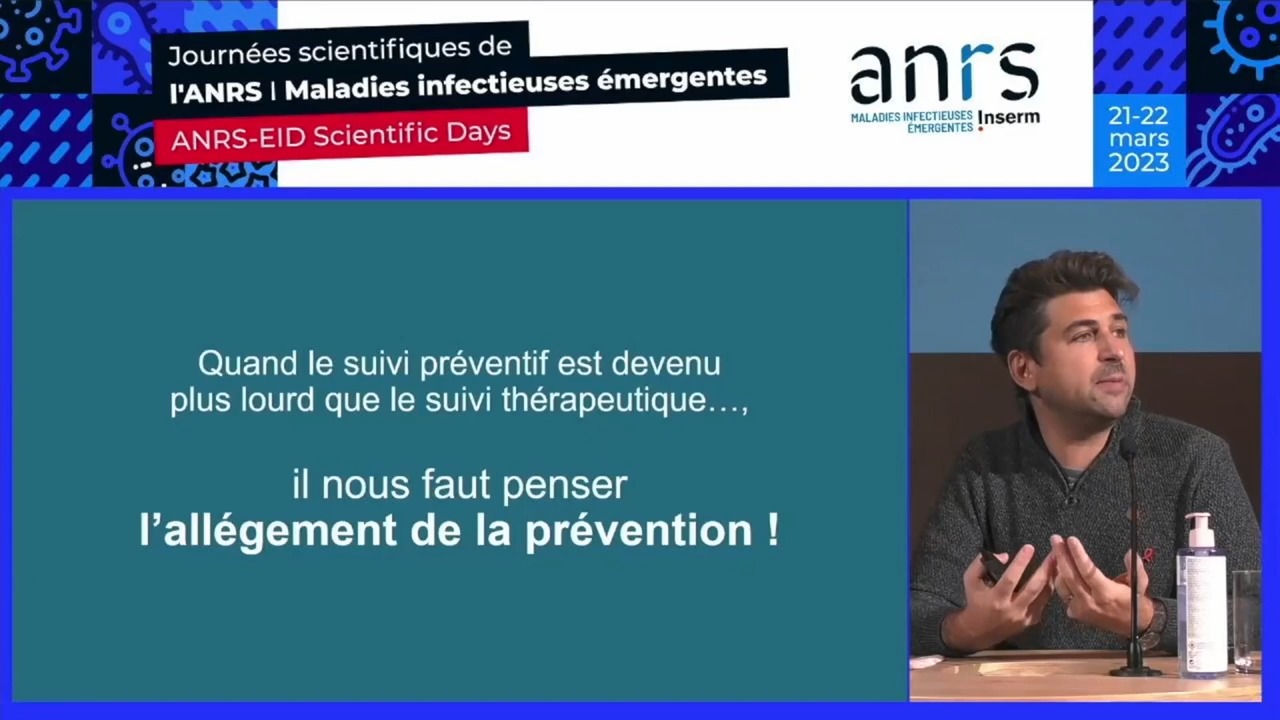 Journées scientifiques de
l'ANRS | Maladies infectieuses émergentes
ANRS-EID Scientific Days
anrs
MALADIES INFECTIEUSES
ÉMERGENTES Inserm
21-22
mars
2023
Quand le suivi préventif est devenu
plus lourd que le suivi thérapeutique…,
il nous faut penser
l’allégement de la prévention !